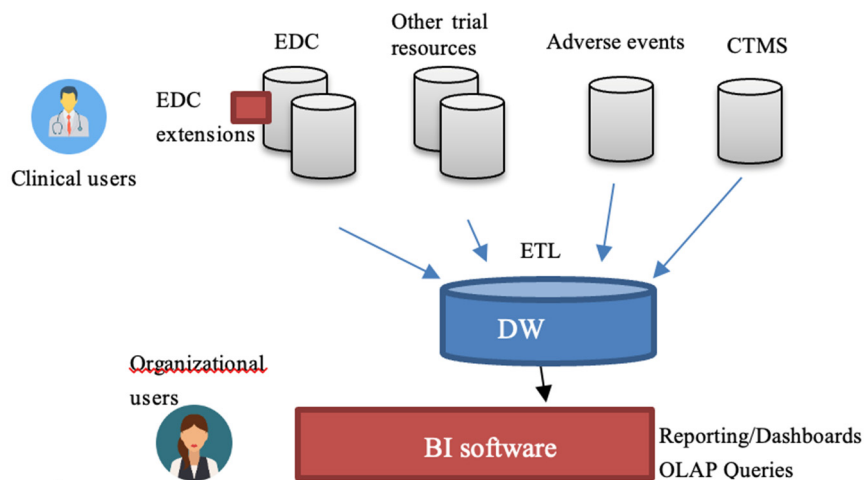 EDC
Other trial
resources
Adverse events
CTMS
EDC
extensions
Clinical users
ETL
DW
Organizational
users
BI software
Reporting/Dashboards
OLAP Queries